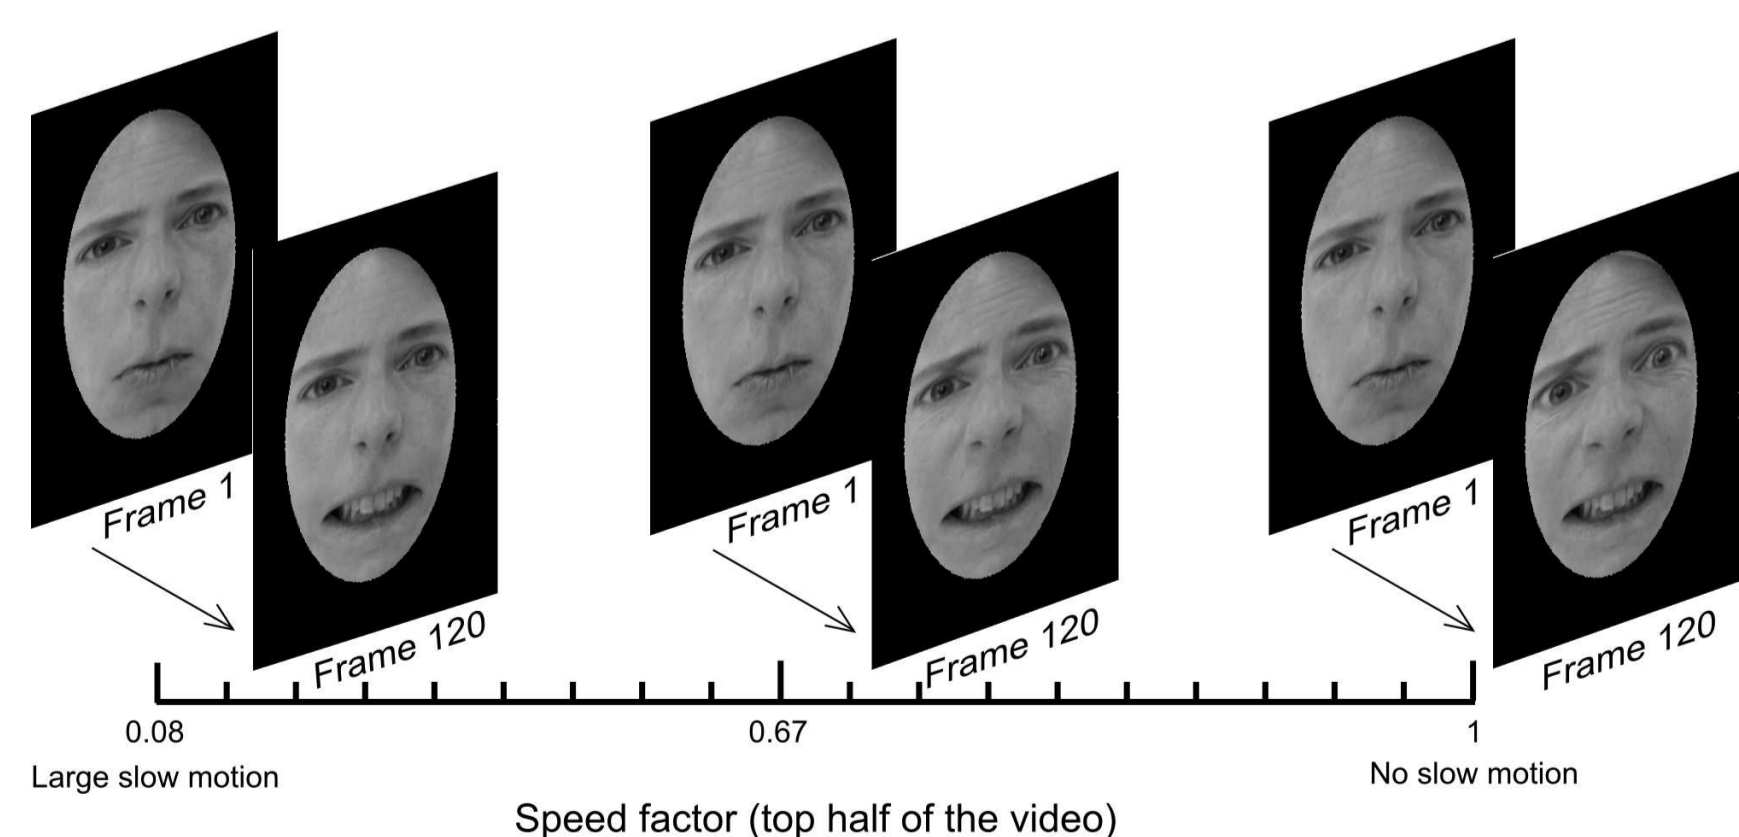 Frame 1
Frame 120
Frame 1
Frame 120
Frame 1
Frame 120
0.08
0.67
1
Large slow motion
No slow motion
Speed factor (top half of the video)